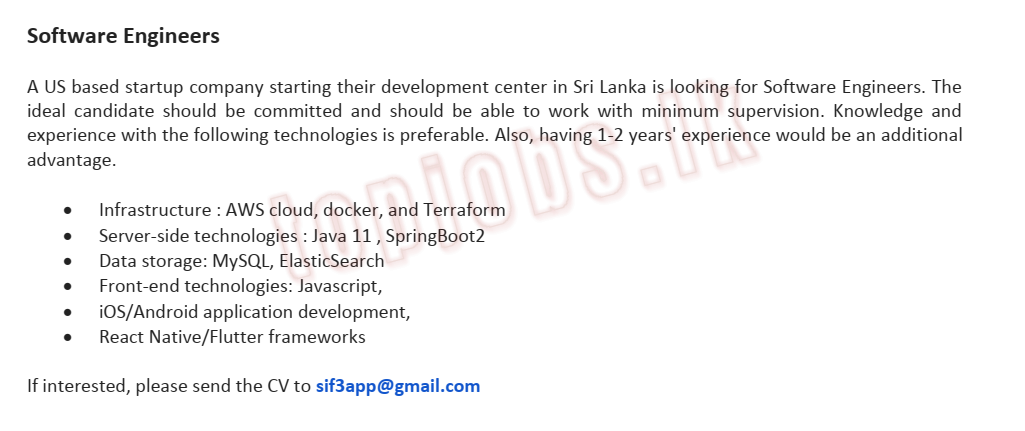 Software Engineers
A US based startup company starting their development center in Sri Lanka is looking for Software Engineers. The
ideal candidate should be committed and should be able to work with minimum supervision. Knowledge and
experience with the following technologies is preferable. Also, having 1-2 years' experience would be an additional
advantage.
• Infrastructure : AWS cloud, docker, and Terraform
• Server-side technologies : Java 11 , SpringBoot2
• Data storage: MySQL, ElasticSearch
• Front-end technologies: Javascript,
• iOS/Android application development,
• React Native/Flutter frameworks
If interested, please send the CV to sif3app@gmail.com
topjobs.lk